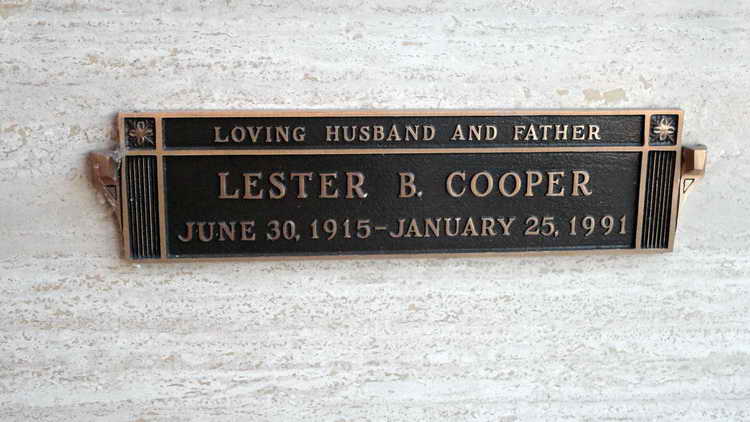 LOVING HUSBAND AND FATHER
LESTER B. COOPER
JUNE 30, 1915-JANUARY 25, 1991